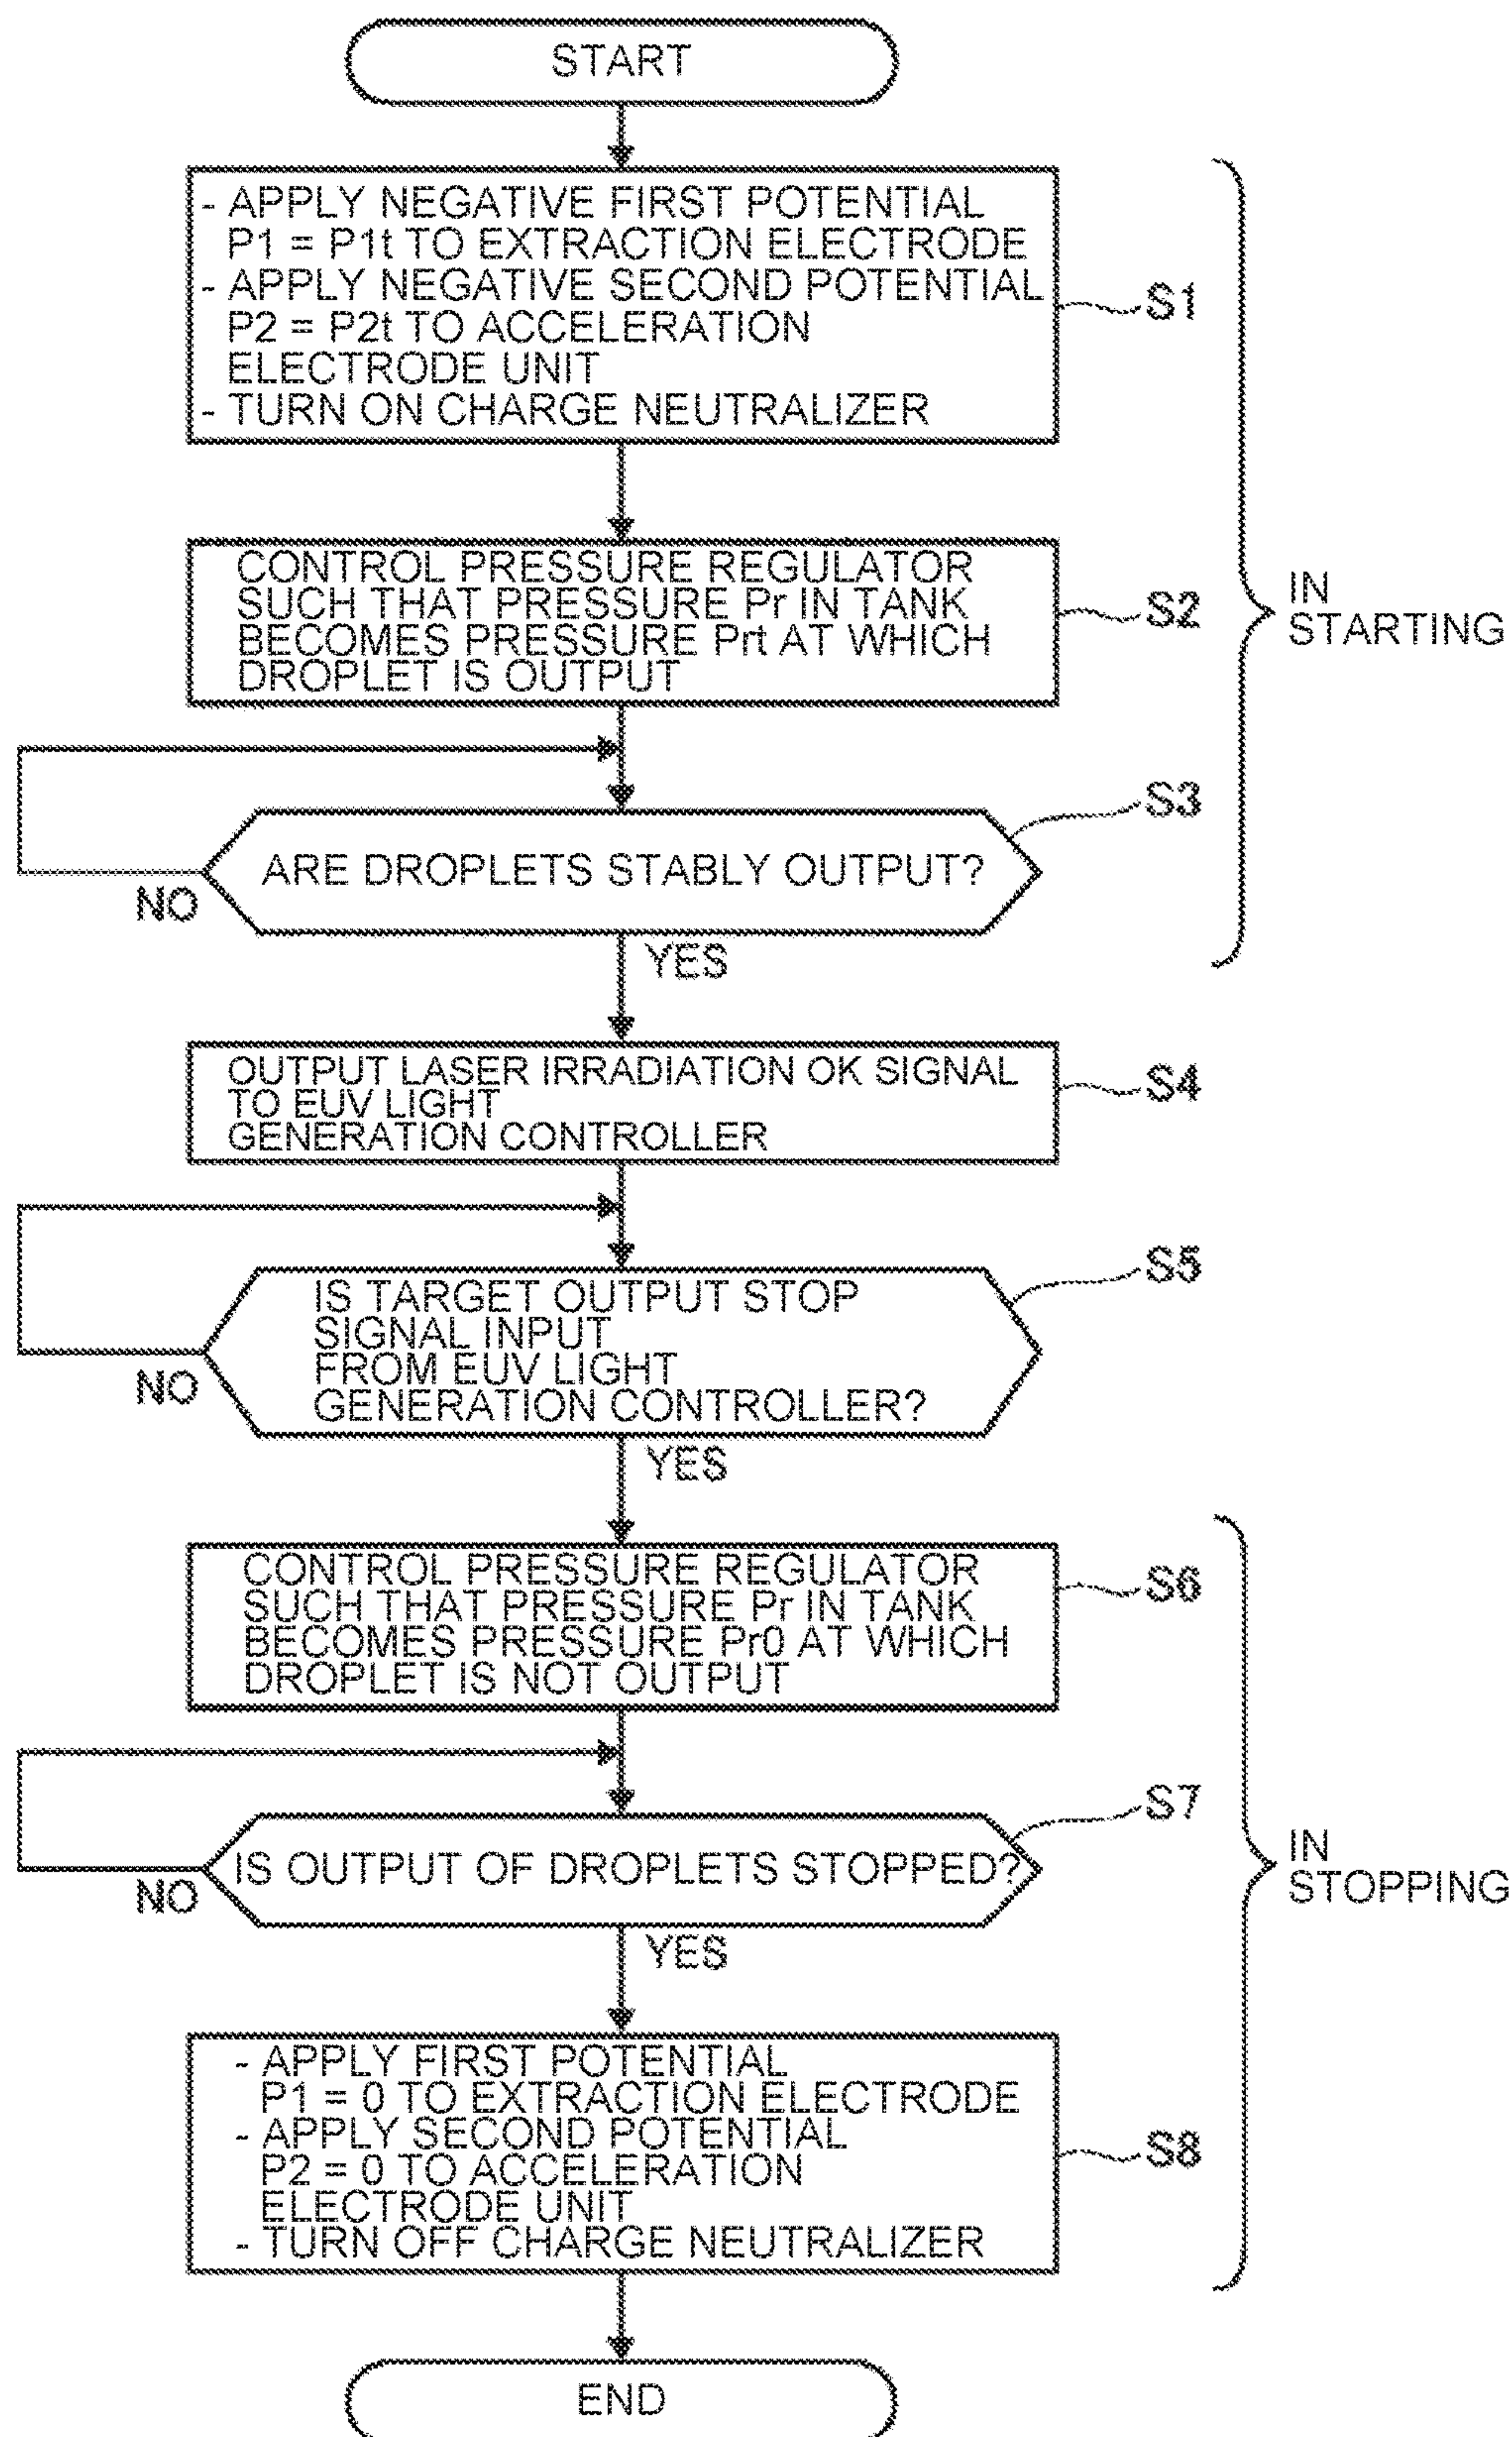 START
- APPLY NEGATIVE FIRST POTENTIAL
P1 = P1t TO EXTRACTION ELECTRODE
- APPLY NEGATIVE SECOND POTENTIAL
P2 = P2t TO ACCELERATION
ELECTRODE UNIT
- TURN ON CHARGE NEUTRALIZER
S1
CONTROL PRESSURE REGULATOR
SUCH THAT PRESSURE Pr IN TANK
BECOMES PRESSURE Prt AT WHICH
DROPLET IS OUTPUT
S2
IN
STARTING
ARE DROPLETS STABLY OUTPUT?
S3
NO
YES
OUTPUT LASER IRRADIATION OK SIGNAL
TO EUV LIGHT
GENERATION CONTROLLER
S4
IS TARGET OUTPUT STOP
SIGNAL INPUT
FROM EUV LIGHT
GENERATION CONTROLLER?
S5
NO
YES
CONTROL PRESSURE REGULATOR
SUCH THAT PRESSURE Pr IN TANK
BECOMES PRESSURE Pr0 AT WHICH
DROPLET IS NOT OUTPUT
S6
IS OUTPUT OF DROPLETS STOPPED?
S7
NO
YES
IN
STOPPING
- APPLY FIRST POTENTIAL
P1 = 0 TO EXTRACTION ELECTRODE
- APPLY SECOND POTENTIAL
P2 = 0 TO ACCELERATION
ELECTRODE UNIT
- TURN OFF CHARGE NEUTRALIZER
S8
END